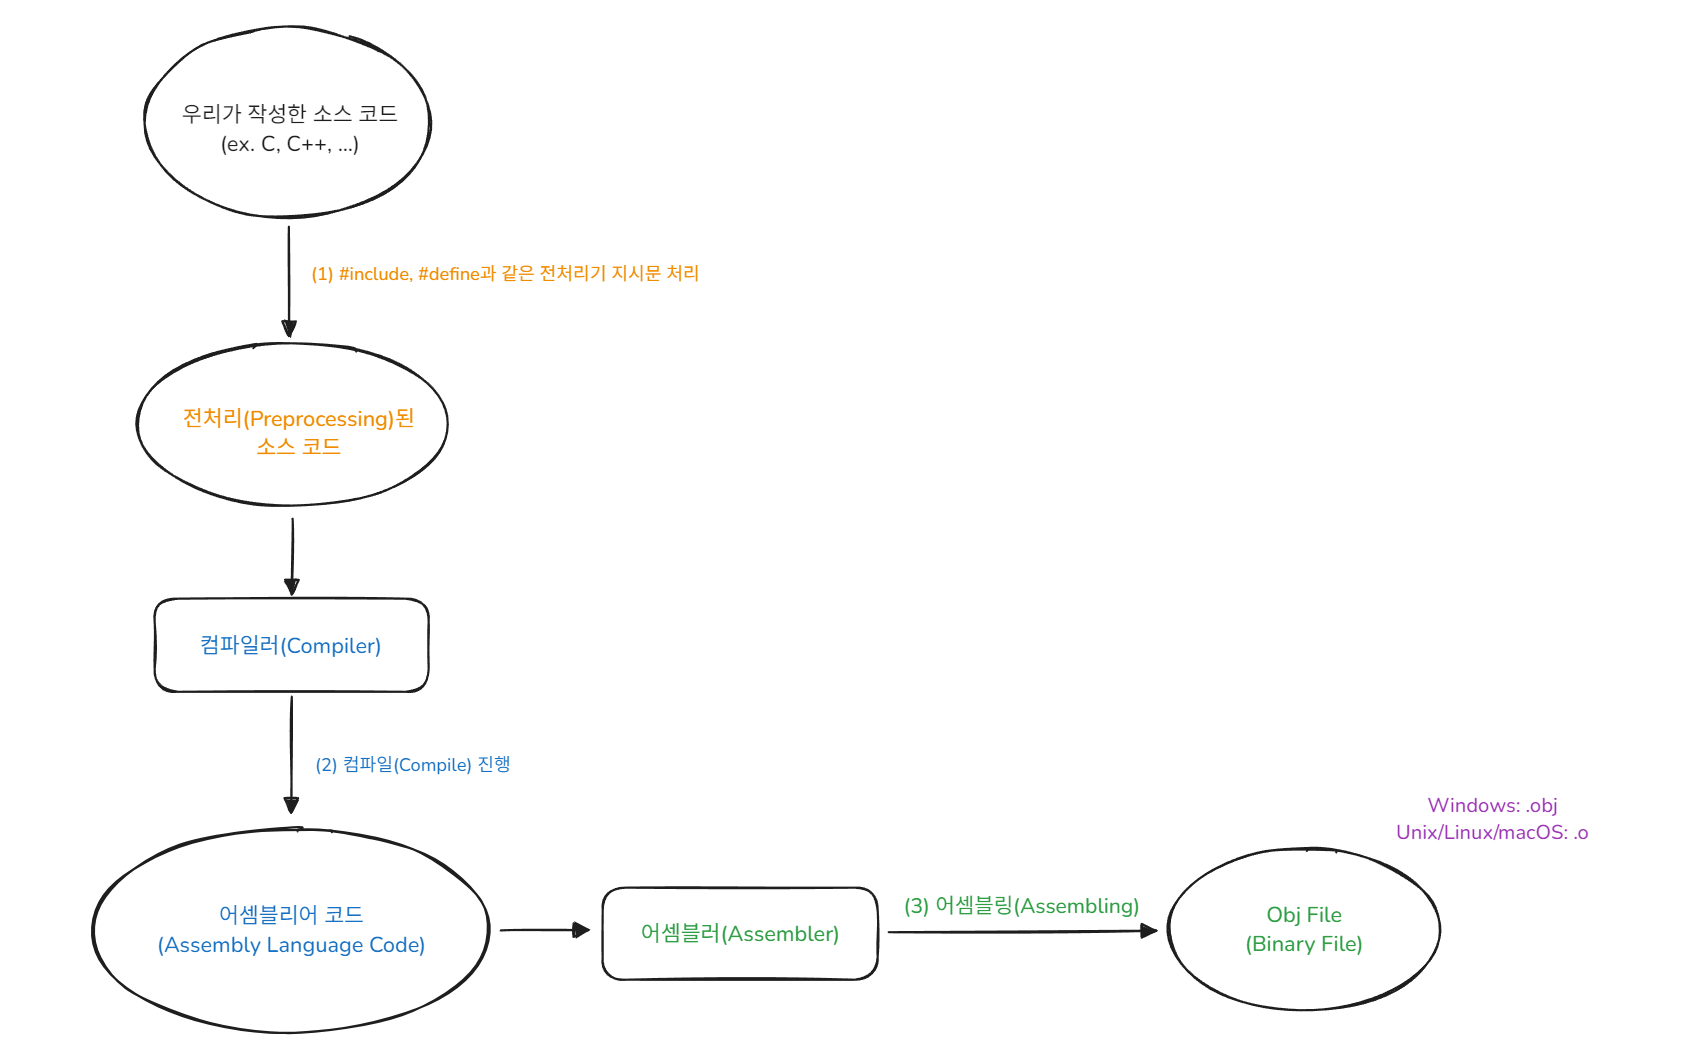 우리가 작성한 소스 코드
(ex. C, C++, ...)
(1) #include, #define과 같은 전처리기 지시문 처리
전처리(Preprocessing)된
소스 코드
컴파일러(Compiler)
(2) 컴파일(Compile) 진행
어셈블리어 코드
(Assembly Language Code)
어셈블러(Assembler)
(3) 어셈블링(Assembling)
Windows: .obj
Unix/Linux/macOS: .o
Obj File
(Binary File)